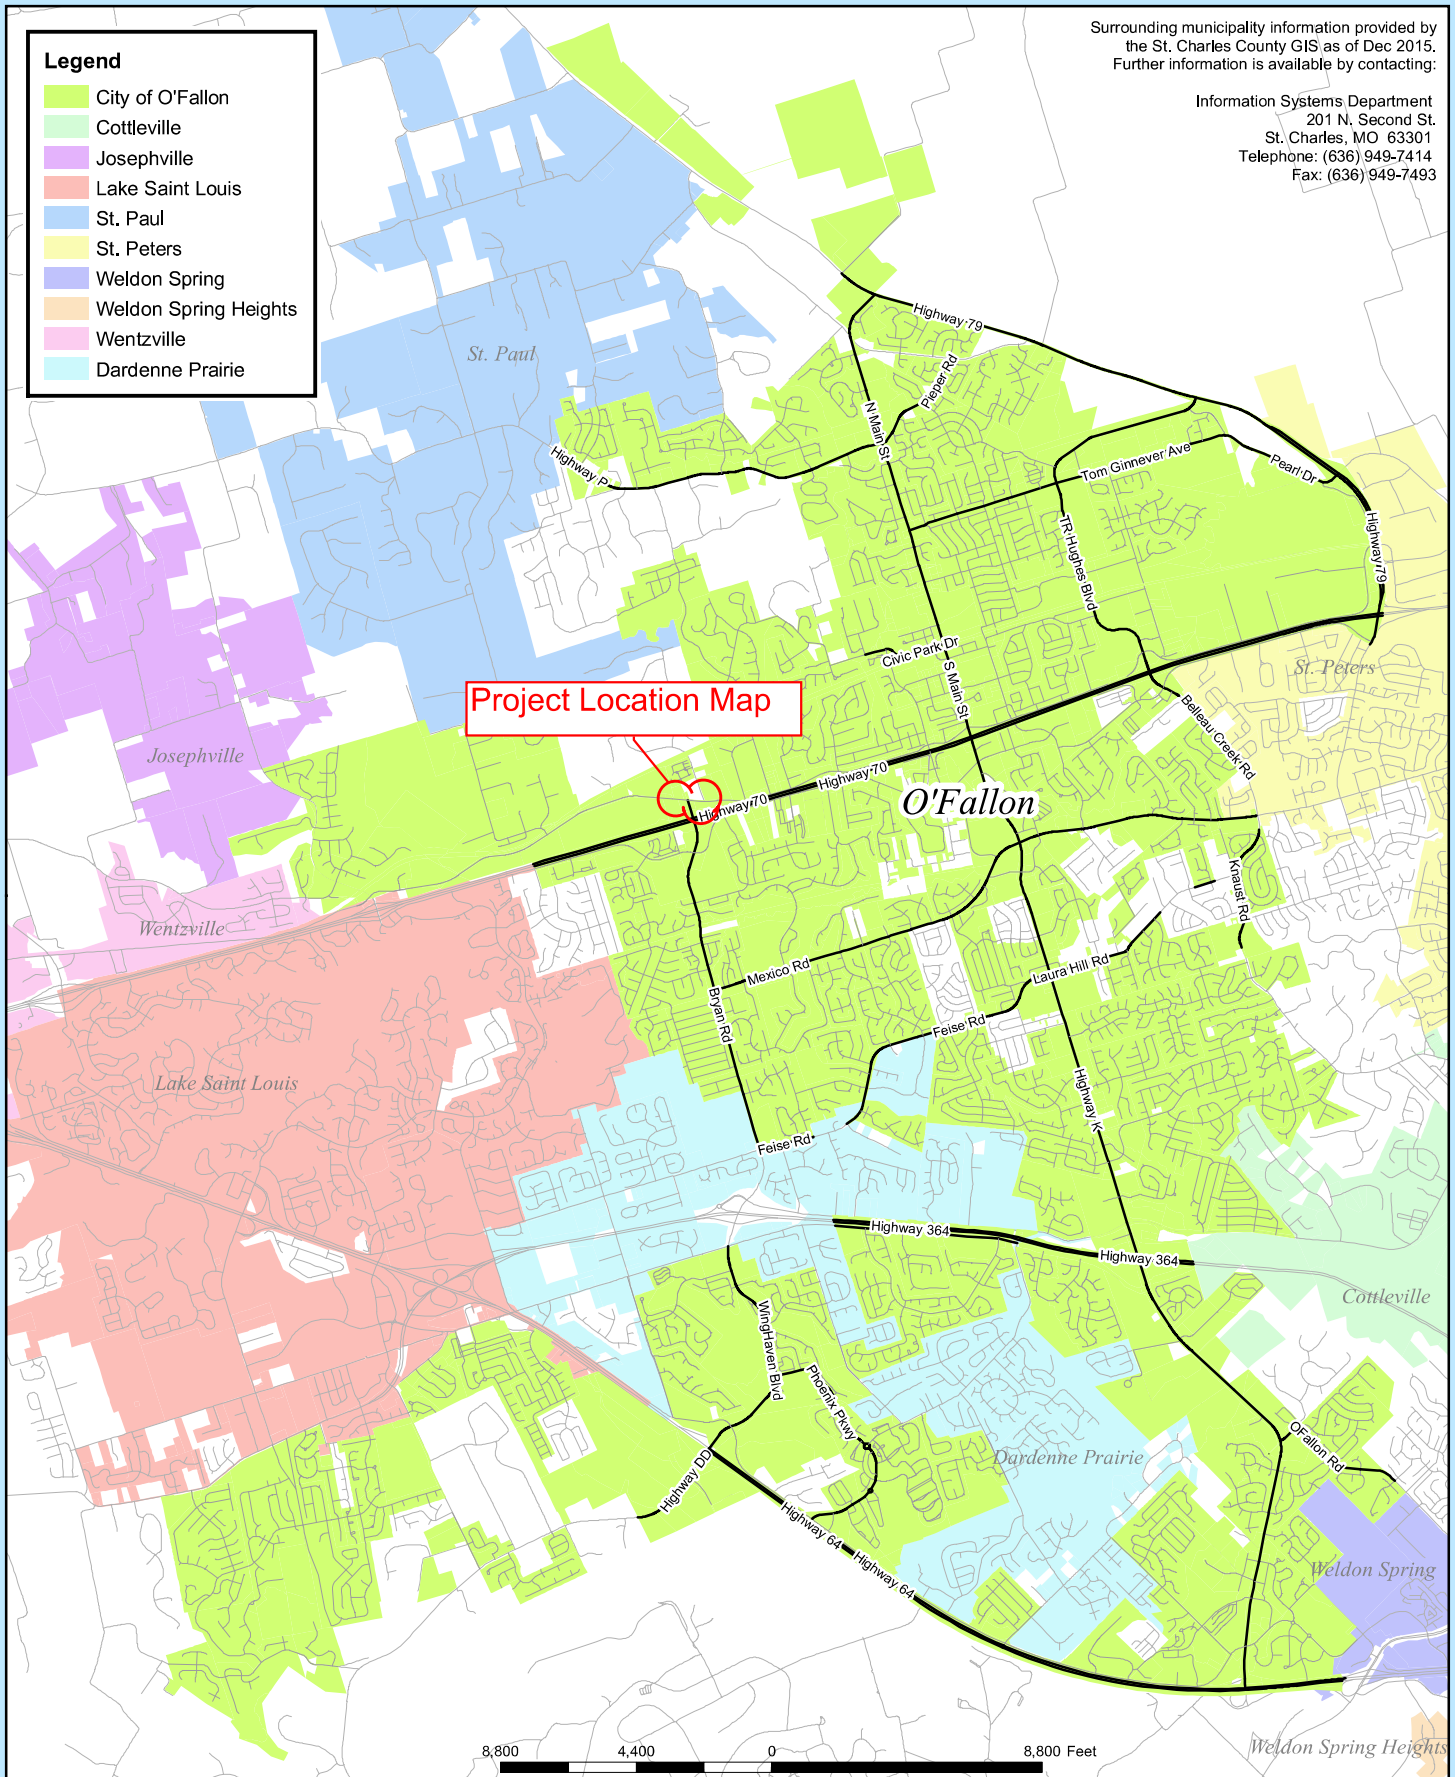 Surrounding municipality information provided by
the St. Charles County GIS as of Dec 2015.
Further information is available by contacting:
Information Systems Department
201 N. Second St.
St. Charles, MO  63301
Telephone: (636) 949-7414
Fax: (636) 949-7493
Legend
City of O'Fallon
Cottleville
Josephville
Lake Saint Louis
St. Paul
St. Peters
Weldon Spring
Weldon Spring Heights
Wentzville
Dardenne Prairie
Highway 79
St. Paul
Pieper Rd
N Main St
Highway P
Tom Ginnever Ave
Pearl Dr
Highway 79
TR Hughes Blvd
Civic Park Dr
S Main St
St. Peters
Project Location Map
Belleau Creek Rd
Josephville
Highway 70
Highway 70
O'Fallon
Knaust Rd
Wentzville
Mexico Rd
Laura Hill Rd
Bryan Rd
Feise Rd
Lake Saint Louis
Highway K
Feise Rd
Highway 364
Highway 364
Cottleville
WingHaven Blvd
Phoenix Pkwy
OFallon Rd
Dardenne Prairie
Highway DD
Highway 64
Highway 64
Weldon Spring
Weldon Spring Heights
8,800 4,400 0 8,800 Feet